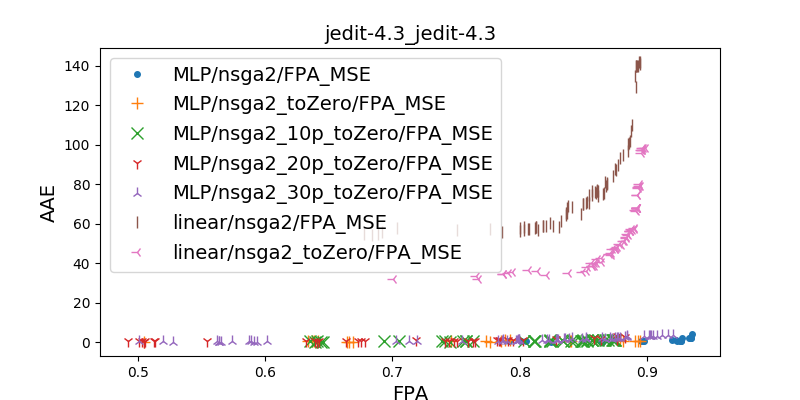 jedit-4.3_jedit-4.3
140
120
100
80
60
40
20
0
AAE
MLP/nsga2/FPA_MSE
MLP/nsga2_toZero/FPA_MSE
MLP/nsga2_10p_toZero/FPA_MSE
MLP/nsga2_20p_toZero/FPA_MSE
MLP/nsga2_30p_toZero/FPA_MSE
linear/nsga2/FPA_MSE
linear/nsga2_toZero/FPA_MSE
0.5 0.6 0.7 0.8 0.9
FPA